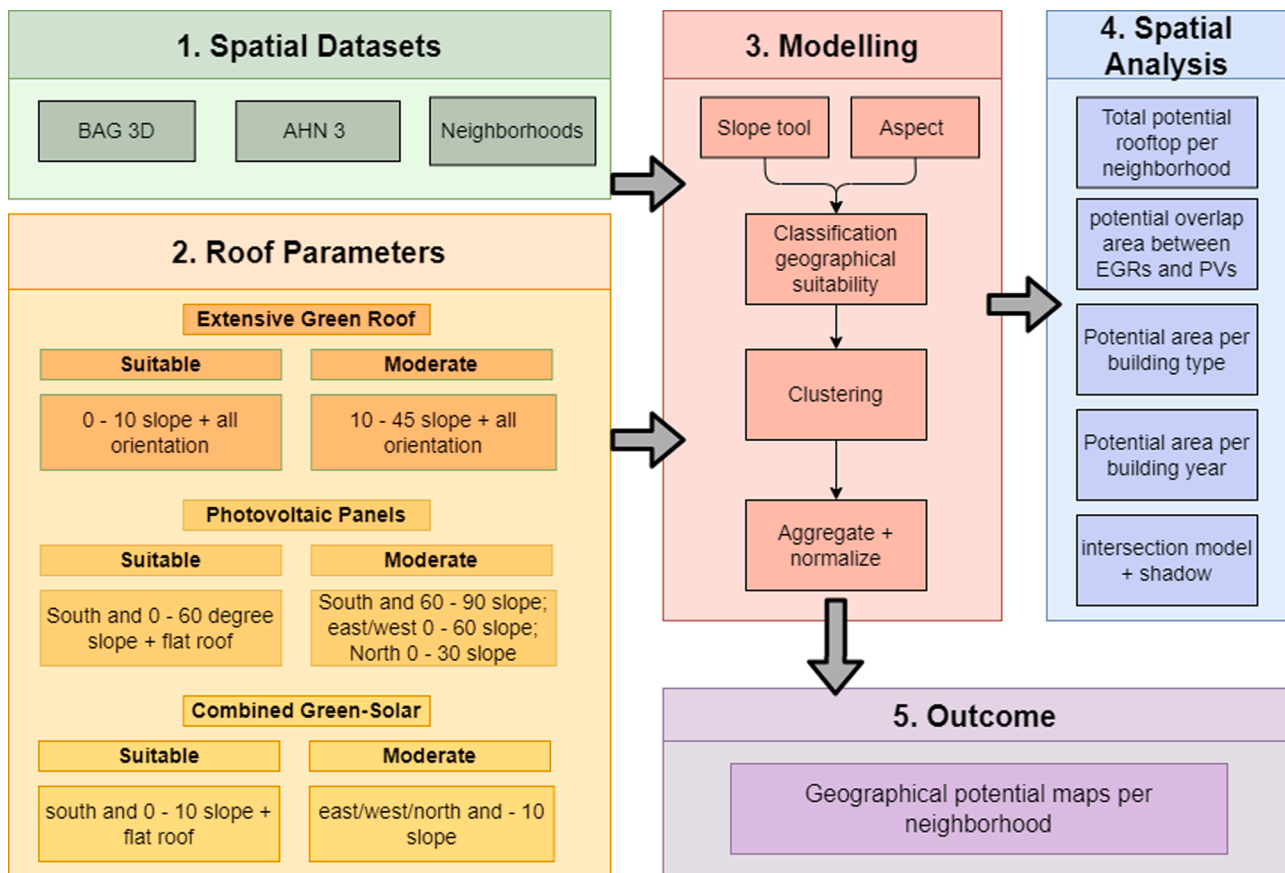 1. Spatial Datasets
BAG 3D
AHN 3
Neighborhoods
2. Roof Parameters
Extensive Green Roof
Suitable
Moderate
0 - 10 slope + all
orientation
10 - 45 slope + all
orientation
Photovoltaic Panels
Suitable
Moderate
South and 0 - 60 degree
slope + flat roof
South and 60 - 90 slope;
east/west 0 - 60 slope;
North 0 - 30 slope
Combined Green-Solar
Suitable
Moderate
south and 0 - 10 slope +
flat roof
east/west/north and - 10
slope
3. Modelling
Slope tool
Aspect
Classification
geographical
suitability
Clustering
Aggregate +
normalize
4. Spatial
Analysis
Total potential
rooftop per
neighborhood
potential overlap
area between
EGRs and PVs
Potential area per
building type
Potential area per
building year
intersection model
+ shadow
5. Outcome
Geographical potential maps per
neighborhood